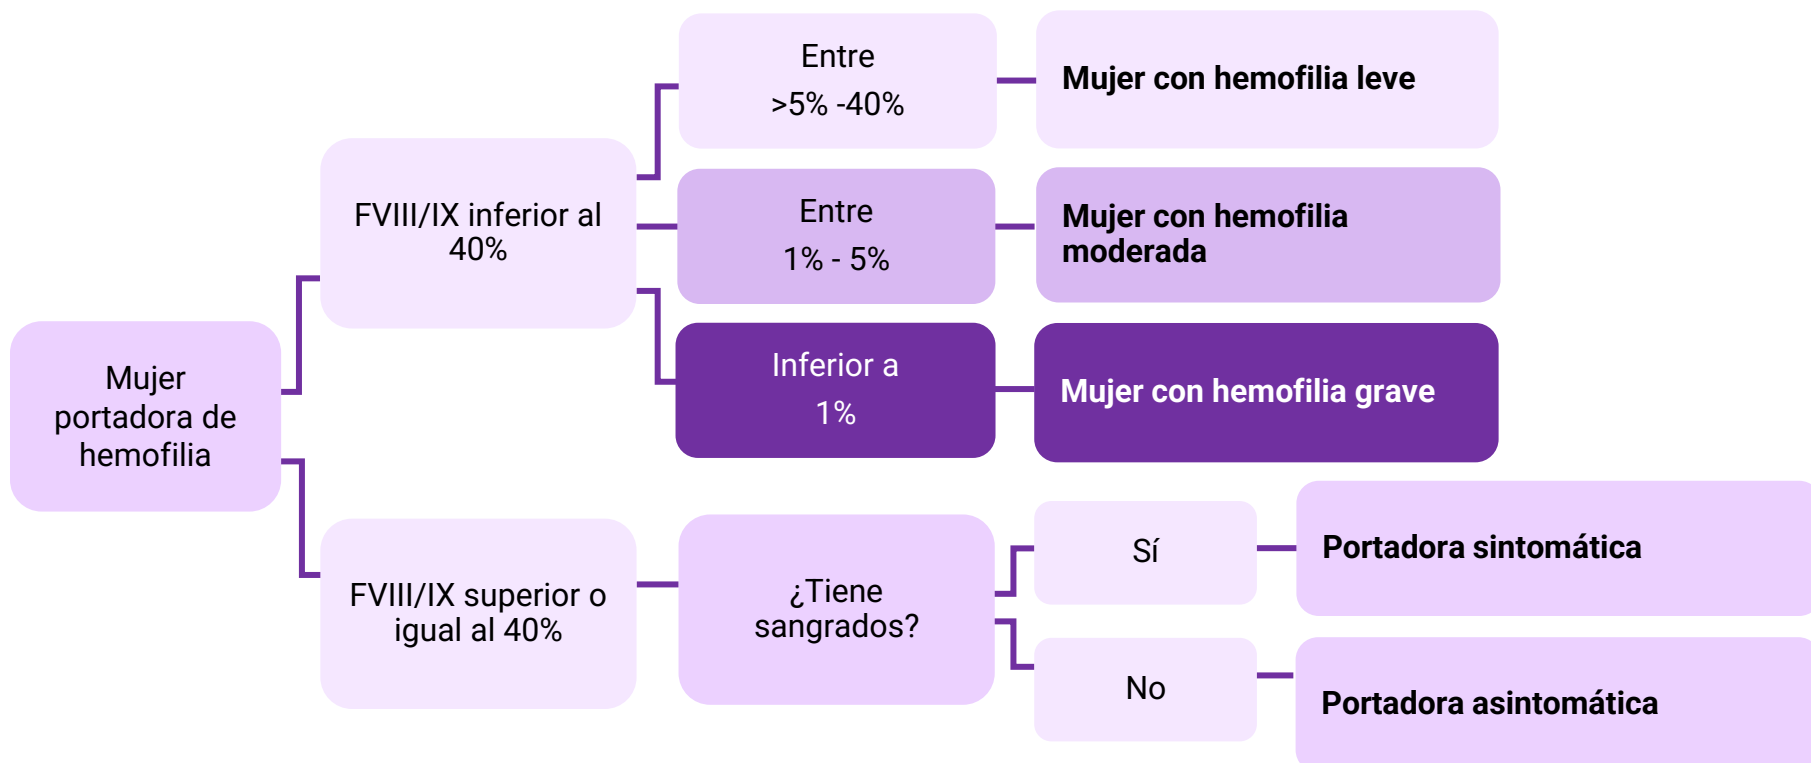 Mujer
portadora de
hemofilia
FVIII/IX inferior al
40%
Entre
>5% -40%
Mujer con hemofilia leve
Entre
1% - 5%
Mujer con hemofilia
moderada
Inferior a
1%
Mujer con hemofilia grave
FVIII/IX superior o
igual al 40%
¿Tiene
sangrados?
Sí
Portadora sintomática
No
Portadora asintomática